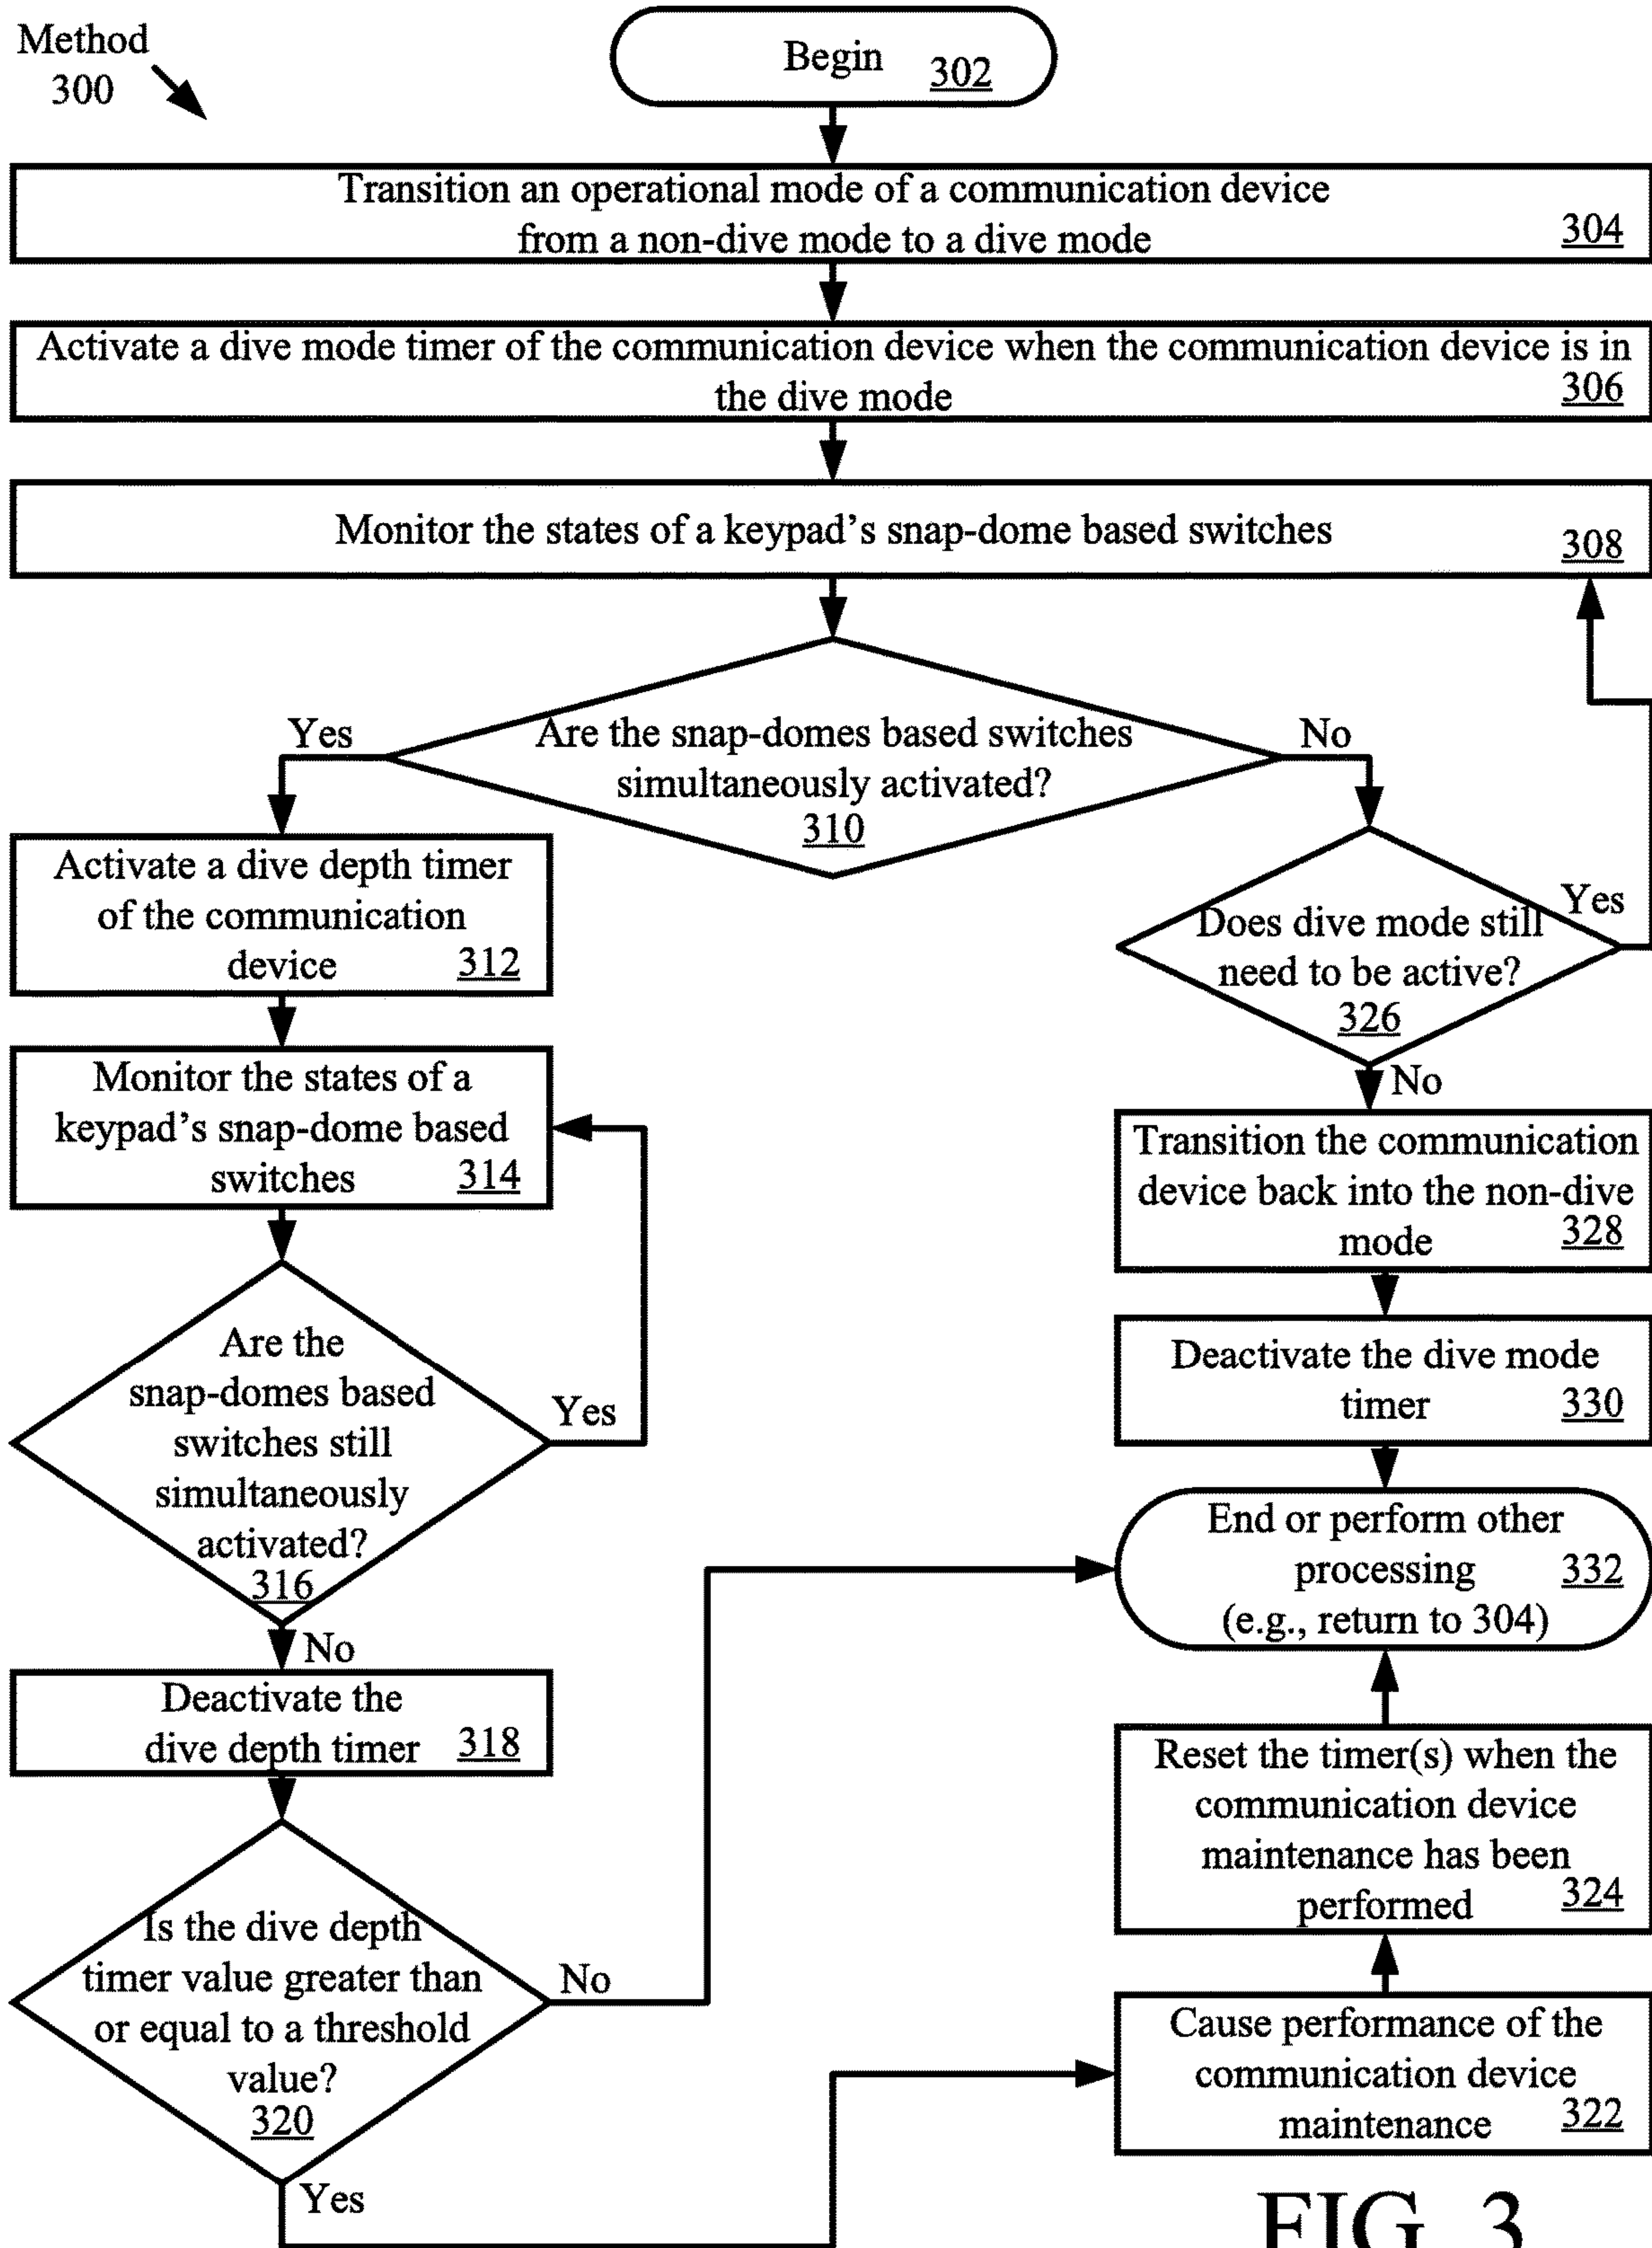 Method
300
Begin 302
Transition an operational mode of a communication device
from a non-dive mode to a dive mode 304
Activate a dive mode timer of the communication device when the communication device is in
the dive mode 306
Monitor the states of a keypad's snap-dome based switches 308
Are the snap-domes based switches
simultaneously activated?
310
Yes
No
Activate a dive depth timer
of the communication
device 312
Monitor the states of a
keypad's snap-dome based
switches 314
Are the
snap-domes based
switches still
simultaneously
activated?
316
Yes
No
Deactivate the
dive depth timer 318
Is the dive depth
timer value greater than
or equal to a threshold
value?
320
No
Yes
Does dive mode still
need to be active?
326
Yes
No
Transition the communication
device back into the non-dive
mode 328
Deactivate the dive mode
timer 330
End or perform other
processing 332
(e.g., return to 304)
Reset the timer(s) when the
communication device
maintenance has been
performed 324
Cause performance of the
communication device
maintenance 322
FIG. 3